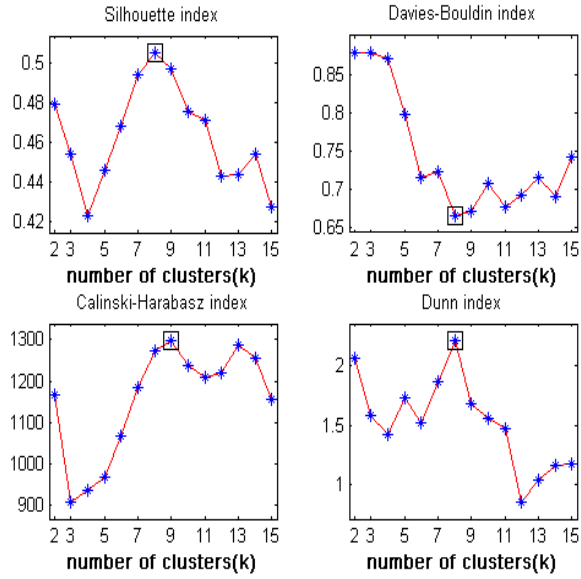 Silhouette index
Davies-Bouldin index
0.5
0.48
0.46
0.44
0.42
2 3 5 7 9 11 13 15
number of clusters(k)
0.85
0.8
0.75
0.7
0.65
2 3 5 7 9 11 13 15
number of clusters(k)
Calinski-Harabasz index
Dunn index
1300
1200
1100
1000
900
2 3 5 7 9 11 13 15
number of clusters(k)
2
1.5
1
2 3 5 7 9 11 13 15
number of clusters(k)